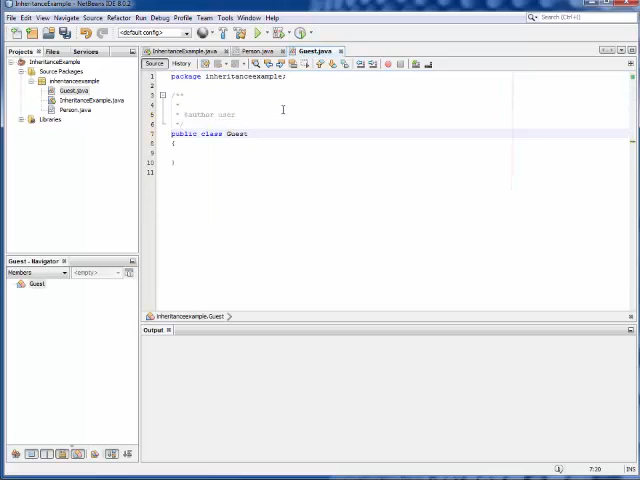 InheritanceExample - NetBeans IDE 8.0.2
File Edit View Navigate Source Refactor Run Debug Profile Team Tools Window Help
Search (Ctrl+I)
<default config>
Projects Files Services
InheritanceExample
Source Packages
inheritanceexample
Guest.java
InheritanceExample.java
Person.java
Libraries
InheritanceExample.java Person.java Guest.java
Source History
1 package inheritanceexample;
2
3 /**
4 *
5 * @author user
6 */
7 public class Guest
8 {
9
10 }
11
inheritanceexample.Guest
Guest - Navigator
Members <empty>
Guest
Output
7:20 INS